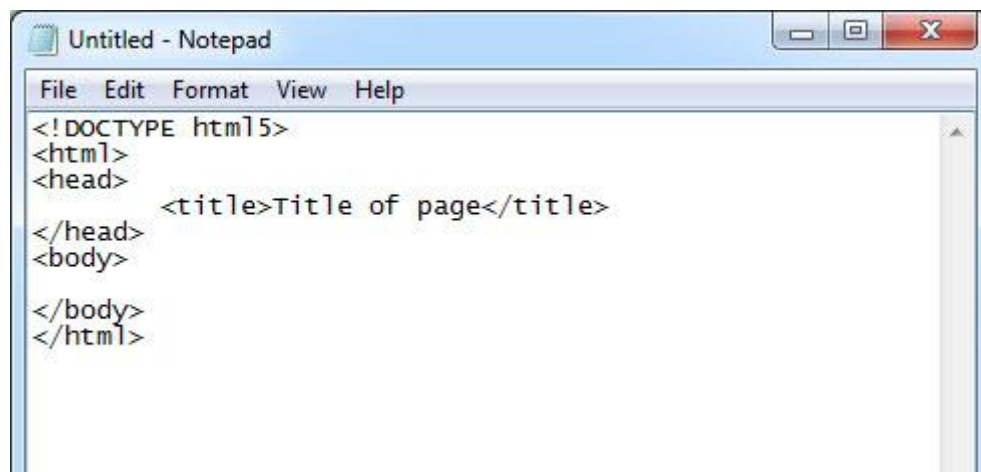 Untitled - Notepad
File Edit Format View Help
<!DOCTYPE html5>
<html>
<head>
<title>Title of page</title>
</head>
<body>
</body>
</html>